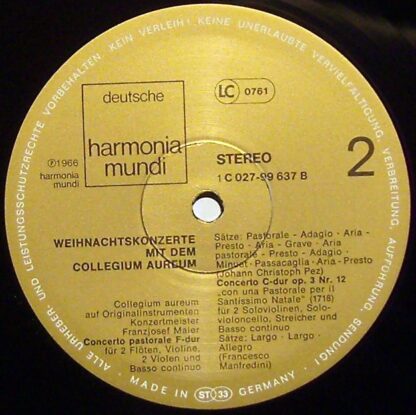 ALLE URHEBER- UND LEISTUNGSSCHUTZRECHTE VORBEHALTEN KEIN VERLEIH! KEINE UNERLAUBTE VERVIELFÄLTIGUNG, VERBREITUNG, AUFFÜHRUNG, SENDUNG!
deutsche
harmonia
mundi
LC 0761
℗1966
harmonia
mundi
STEREO
1 C 027-99 637 B
2
WEIHNACHTSKONZERTE
MIT DEM
COLLEGIUM AUREUM
Collegium aureum
auf Originalinstrumenten
Konzertmeister
Franzjosef Maier
Concerto pastorale F-dur
für 2 Flöten, Violine,
2 Violen und
Basso continuo
Sätze: Pastorale - Adagio - Aria -
Presto - Aria - Grave - Aria
pastorale - Presto - Adagio -
Minuet - Passacaglia - Aria - Presto
(Johann Christoph Pez)
Concerto C-dur op. 3 Nr. 12
„con una Pastorale per il
Santissimo Natale" (1718)
für 2 Soloviolinen, Solo-
violoncello, Streicher und
Basso continuo
Sätze: Largo - Largo -
Allegro
(Francesco
Manfredini)
MADE IN ST 33 GERMANY